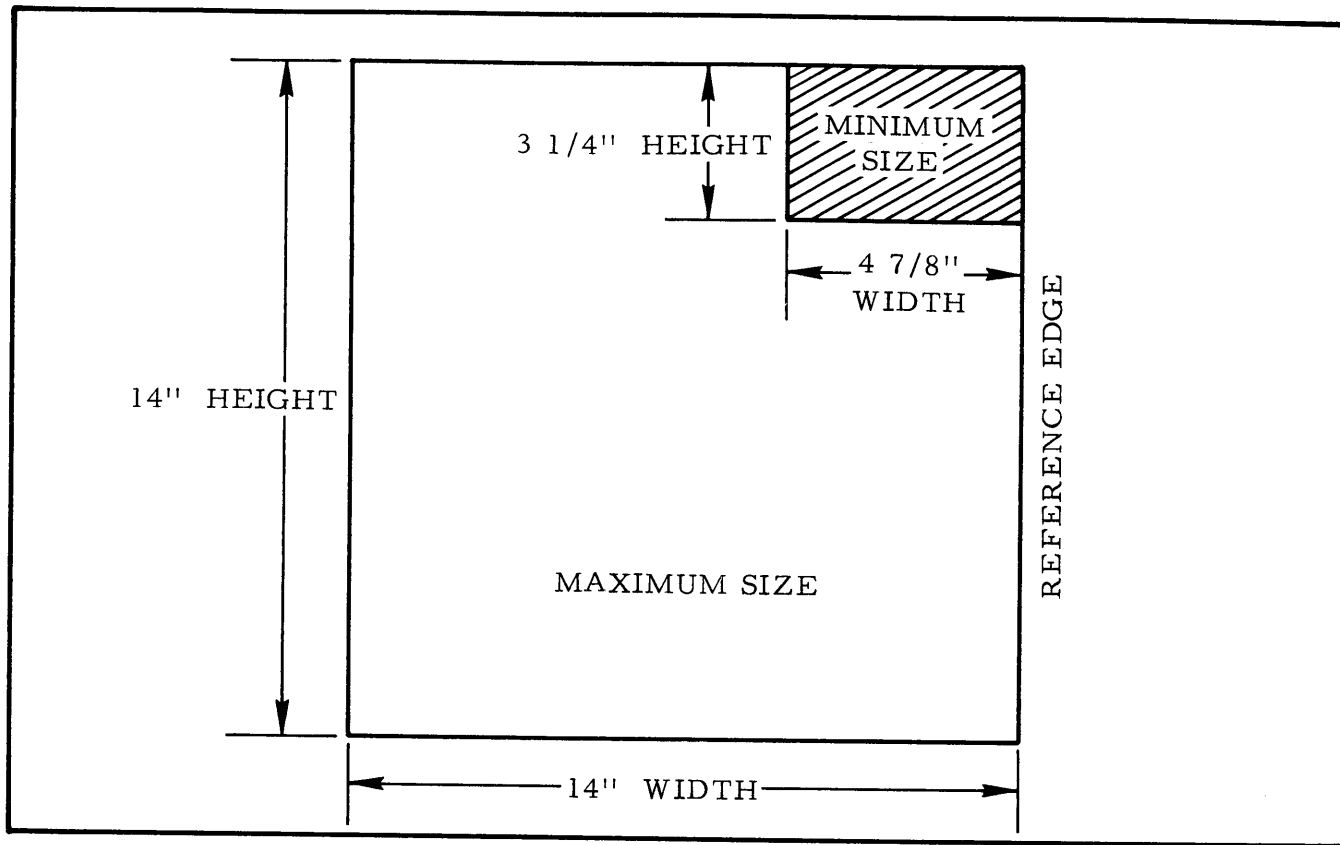 MINIMUM
SIZE
3 1/4" HEIGHT
4 7/8"
WIDTH
14" HEIGHT
REFERENCE EDGE
MAXIMUM SIZE
14" WIDTH